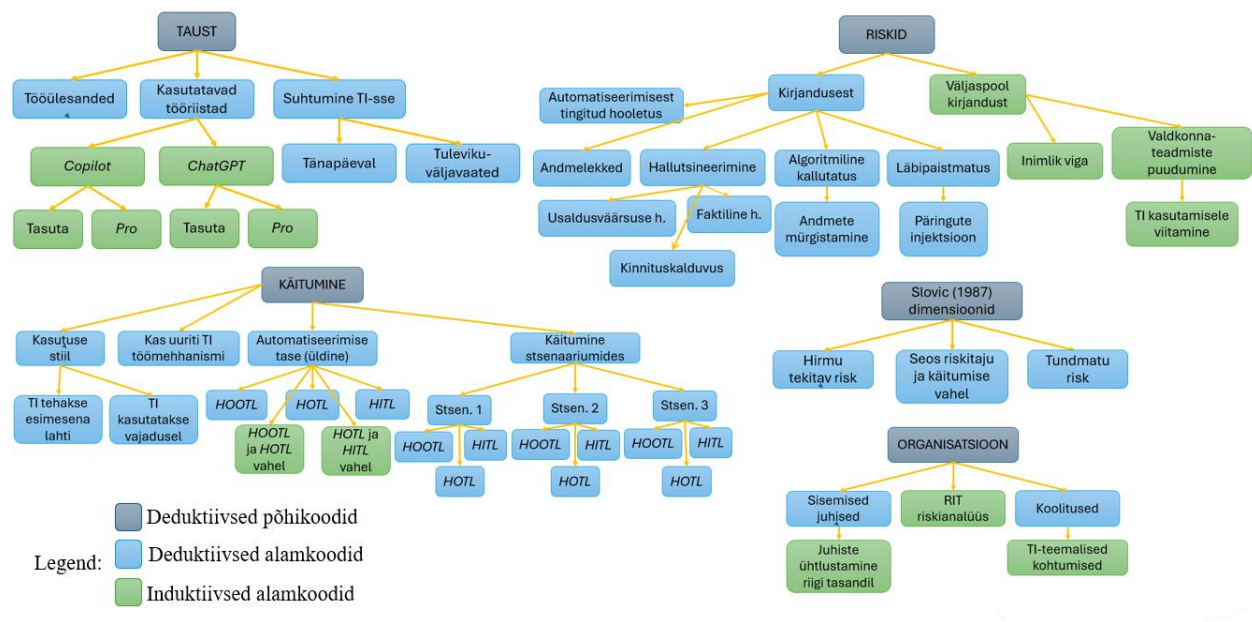 TAUST
Tööülesanded
Kasutatavad
tööriistad
Suhtumine TI-sse
Copilot
ChatGPT
Tänapäeval
Tuleviku-
väljavaated
Tasuta
Pro
Tasuta
Pro
RISKID
Kirjandusest
Väljaspool
kirjandust
Automatiseerimisest
tingitud hooletus
Andmelekked
Hallutsineerimine
Algoritmiline
kallutatus
Läbipaistmatus
Inimlik viga
Valdkonna-
teadmiste
puudumine
Usaldusväärsuse h.
Faktiline h.
Andmete
mürgistamine
Päringute
injektsioon
TI kasutamisele
viitamine
Kinnituskalduvus
KÄITUMINE
Kasutuse
stiil
Kas uuriti TI
töömehhanismi
Automatiseerimise
tase (üldine)
Käitumine
stsenaariumides
TI tehakse
esimesena
lahti
TI
kasutatakse
vajadusel
HOOTL
HOTL
HITL
HOOTL
ja HOTL
vahel
HOTL ja
HITL
vahel
Stsen. 1
Stsen. 2
Stsen. 3
HOOTL
HITL
HOOTL
HITL
HOOTL
HITL
HOTL
HOTL
HOTL
Slovic (1987)
dimensioonid
Hirmu
tekitav risk
Seos riskitaju
ja käitumise
vahel
Tundmatu
risk
ORGANISATSIOON
Sisemised
juhised
RIT
riskianalüüs
Koolitused
Juhiste
ühtlustamine
riigi tasandil
TI-teemalised
kohtumised
Legend:
Deduktiivsed põhikoodid
Deduktiivsed alamkoodid
Induktiivsed alamkoodid